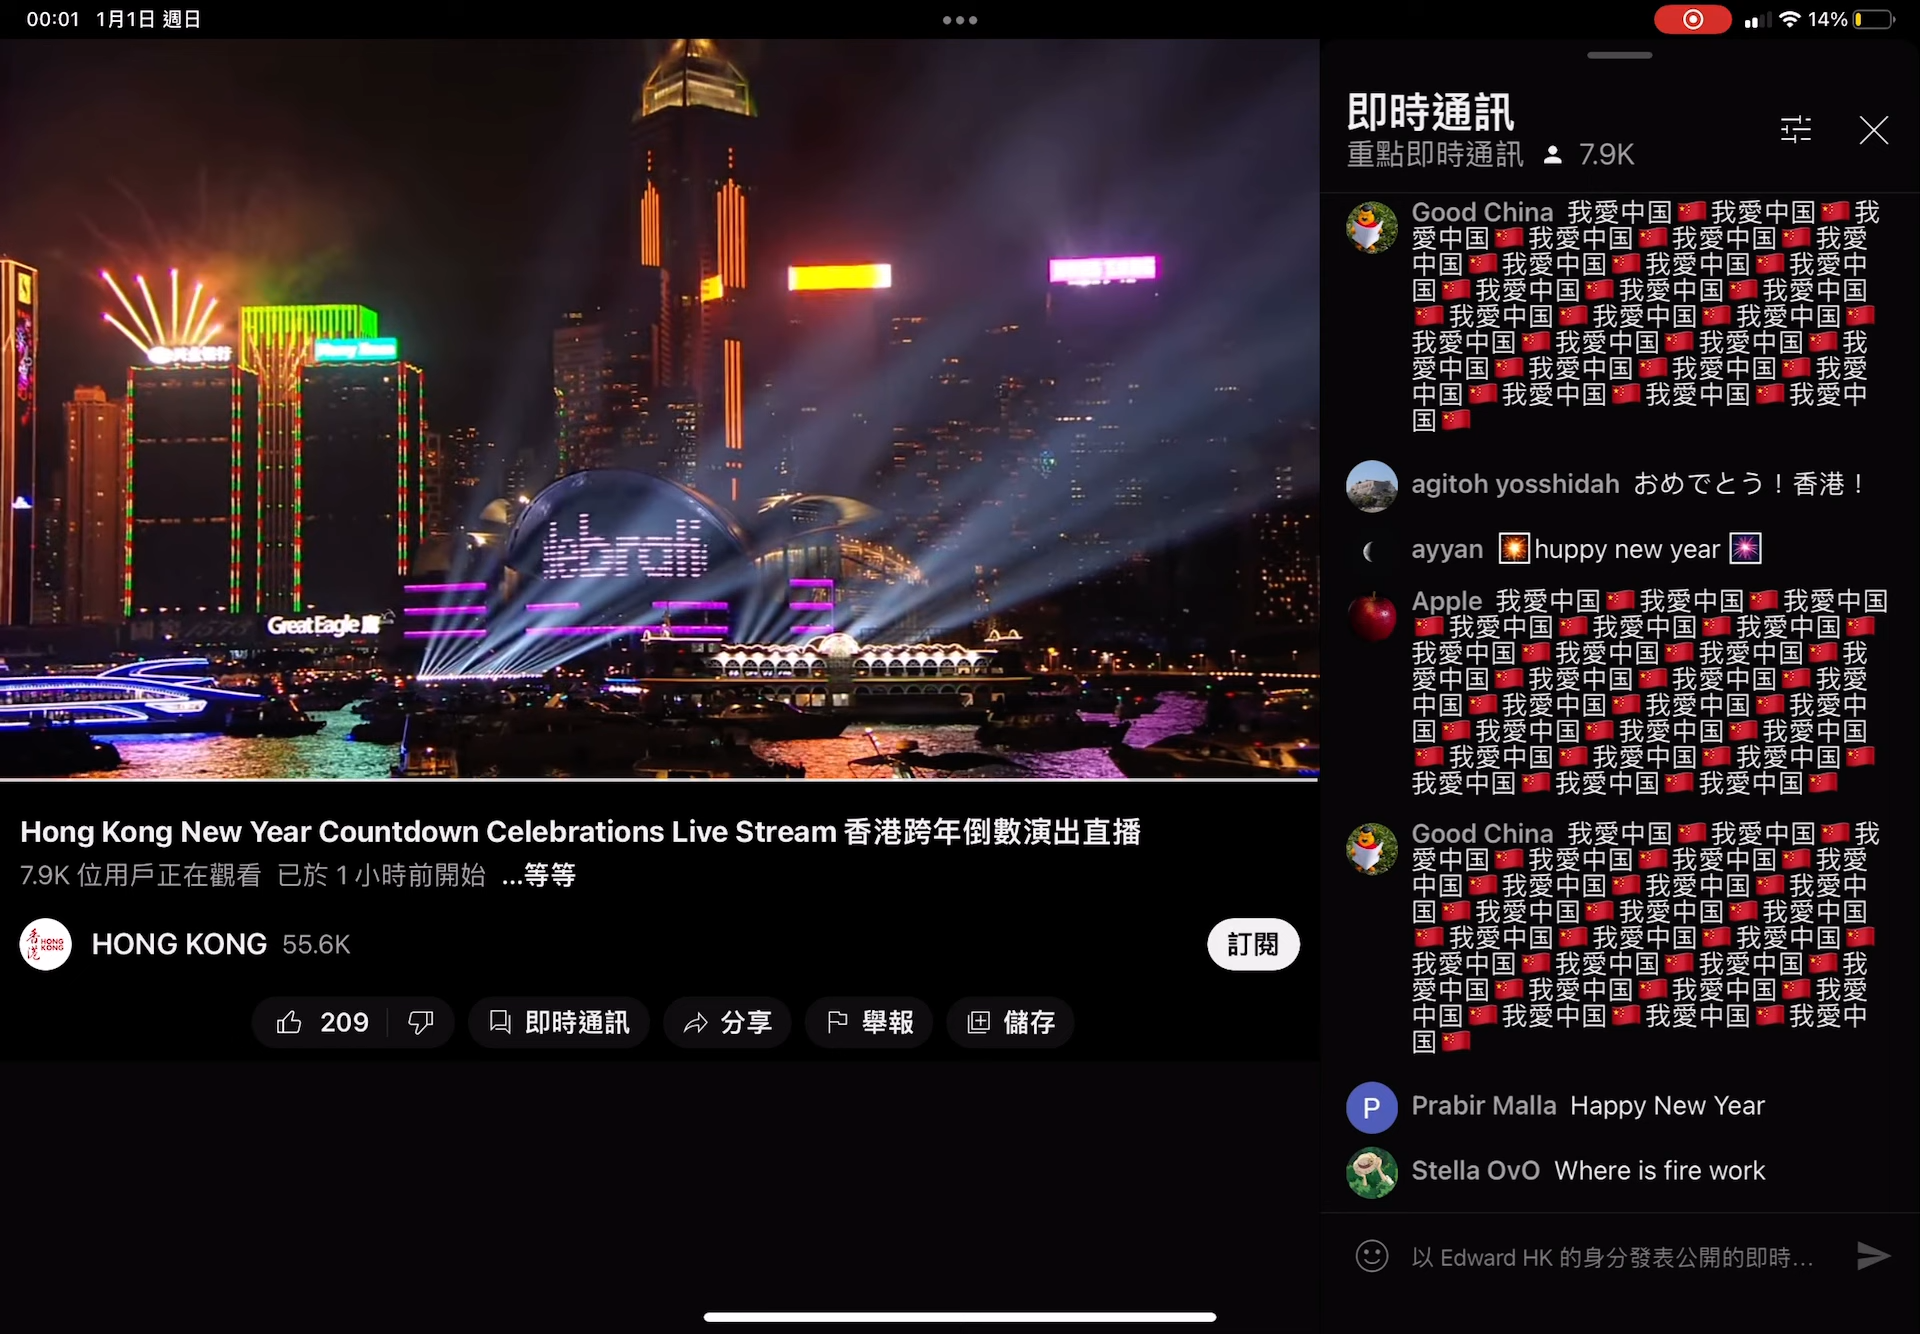 00:01 1月1日 週日
14%
Great Eagle
Hong Kong New Year Countdown Celebrations Live Stream 香港跨年倒數演出直播
7.9K 位用戶正在觀看 已於 1 小時前開始 ...等等
香港 HONG KONG
HONG KONG 55.6K
訂閱
209
即時通訊
分享
舉報
儲存
即時通訊
重點即時通訊 7.9K
Good China 我愛中国🇨🇳我愛中国🇨🇳我
愛中国🇨🇳我愛中国🇨🇳我愛中国🇨🇳我愛
中国🇨🇳我愛中国🇨🇳我愛中国🇨🇳我愛中
国🇨🇳我愛中国🇨🇳我愛中国🇨🇳我愛中国
🇨🇳我愛中国🇨🇳我愛中国🇨🇳我愛中国🇨🇳
我愛中国🇨🇳我愛中国🇨🇳我愛中国🇨🇳我
愛中国🇨🇳我愛中国🇨🇳我愛中国🇨🇳我愛
中国🇨🇳我愛中国🇨🇳我愛中国🇨🇳我愛中
国🇨🇳
agitoh yosshidah おめでとう！香港！
ayyan 🎇huppy new year🎆
Apple 我愛中国🇨🇳我愛中国🇨🇳我愛中国
🇨🇳我愛中国🇨🇳我愛中国🇨🇳我愛中国🇨🇳
我愛中国🇨🇳我愛中国🇨🇳我愛中国🇨🇳我
愛中国🇨🇳我愛中国🇨🇳我愛中国🇨🇳我愛
中国🇨🇳我愛中国🇨🇳我愛中国🇨🇳我愛中
国🇨🇳我愛中国🇨🇳我愛中国🇨🇳我愛中国
🇨🇳我愛中国🇨🇳我愛中国🇨🇳我愛中国🇨🇳
我愛中国🇨🇳我愛中国🇨🇳我愛中国🇨🇳
Good China 我愛中国🇨🇳我愛中国🇨🇳我
愛中国🇨🇳我愛中国🇨🇳我愛中国🇨🇳我愛
中国🇨🇳我愛中国🇨🇳我愛中国🇨🇳我愛中
国🇨🇳我愛中国🇨🇳我愛中国🇨🇳我愛中国
🇨🇳我愛中国🇨🇳我愛中国🇨🇳我愛中国🇨🇳
我愛中国🇨🇳我愛中国🇨🇳我愛中国🇨🇳我
愛中国🇨🇳我愛中国🇨🇳我愛中国🇨🇳我愛
中国🇨🇳我愛中国🇨🇳我愛中国🇨🇳我愛中
国🇨🇳
P
Prabir Malla Happy New Year
Stella OvO Where is fire work
以 Edward HK 的身分發表公開的即時...